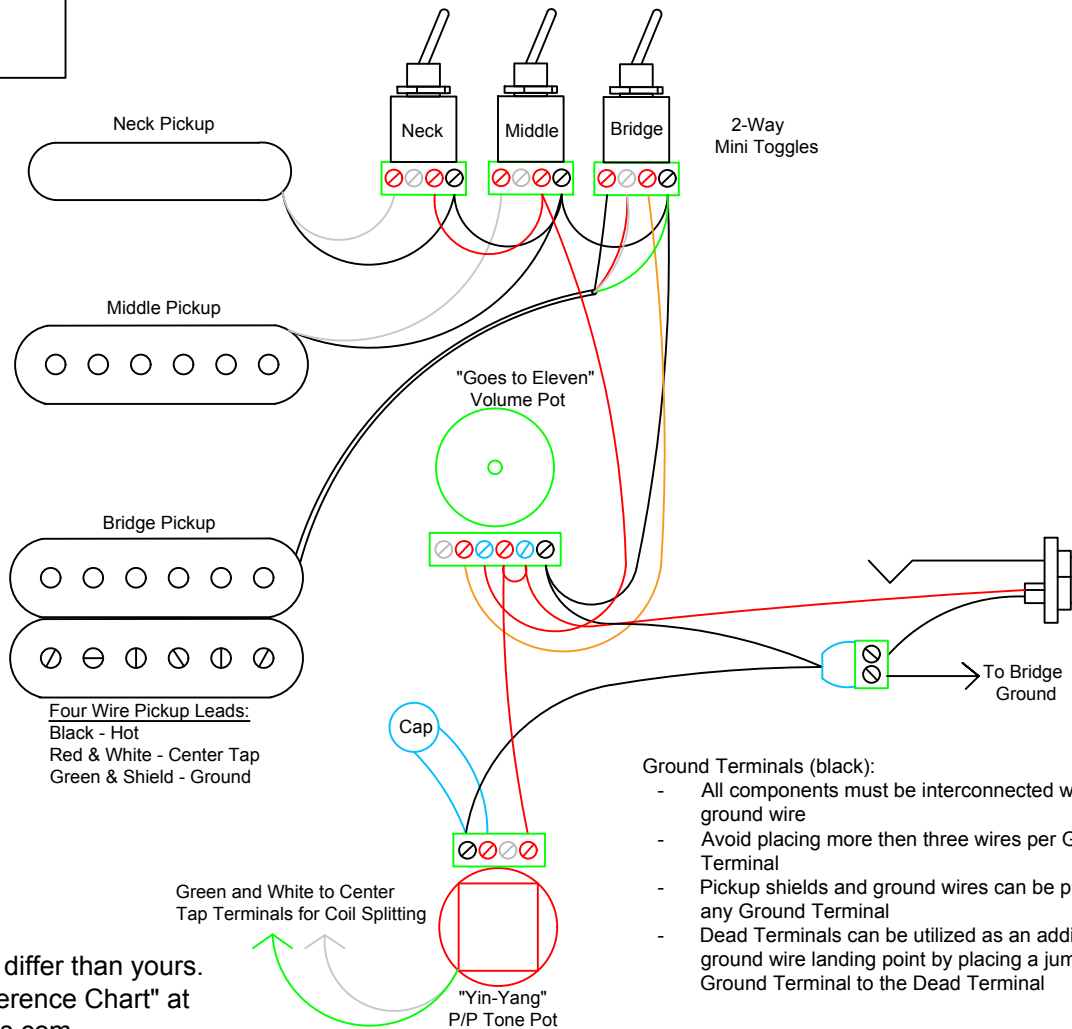 Neck Pickup
Neck
Middle
Bridge
2-Way
Mini Toggles
Middle Pickup
"Goes to Eleven"
Volume Pot
Bridge Pickup
Four Wire Pickup Leads:
Black - Hot
Red & White - Center Tap
Green & Shield - Ground
To Bridge
Ground
Cap
Ground Terminals (black):
- All components must be interconnected
ground wire
- Avoid placing more then three wires per
Terminal
- Pickup shields and ground wires can be
any Ground Terminal
- Dead Terminals can be utilized as an
ground wire landing point by placing a
Ground Terminal to the Dead Terminal
Green and White to Center
Tap Terminals for Coil Splitting
differ than yours.
Chart" at
"Yin-Yang"
P/P Tone Pot